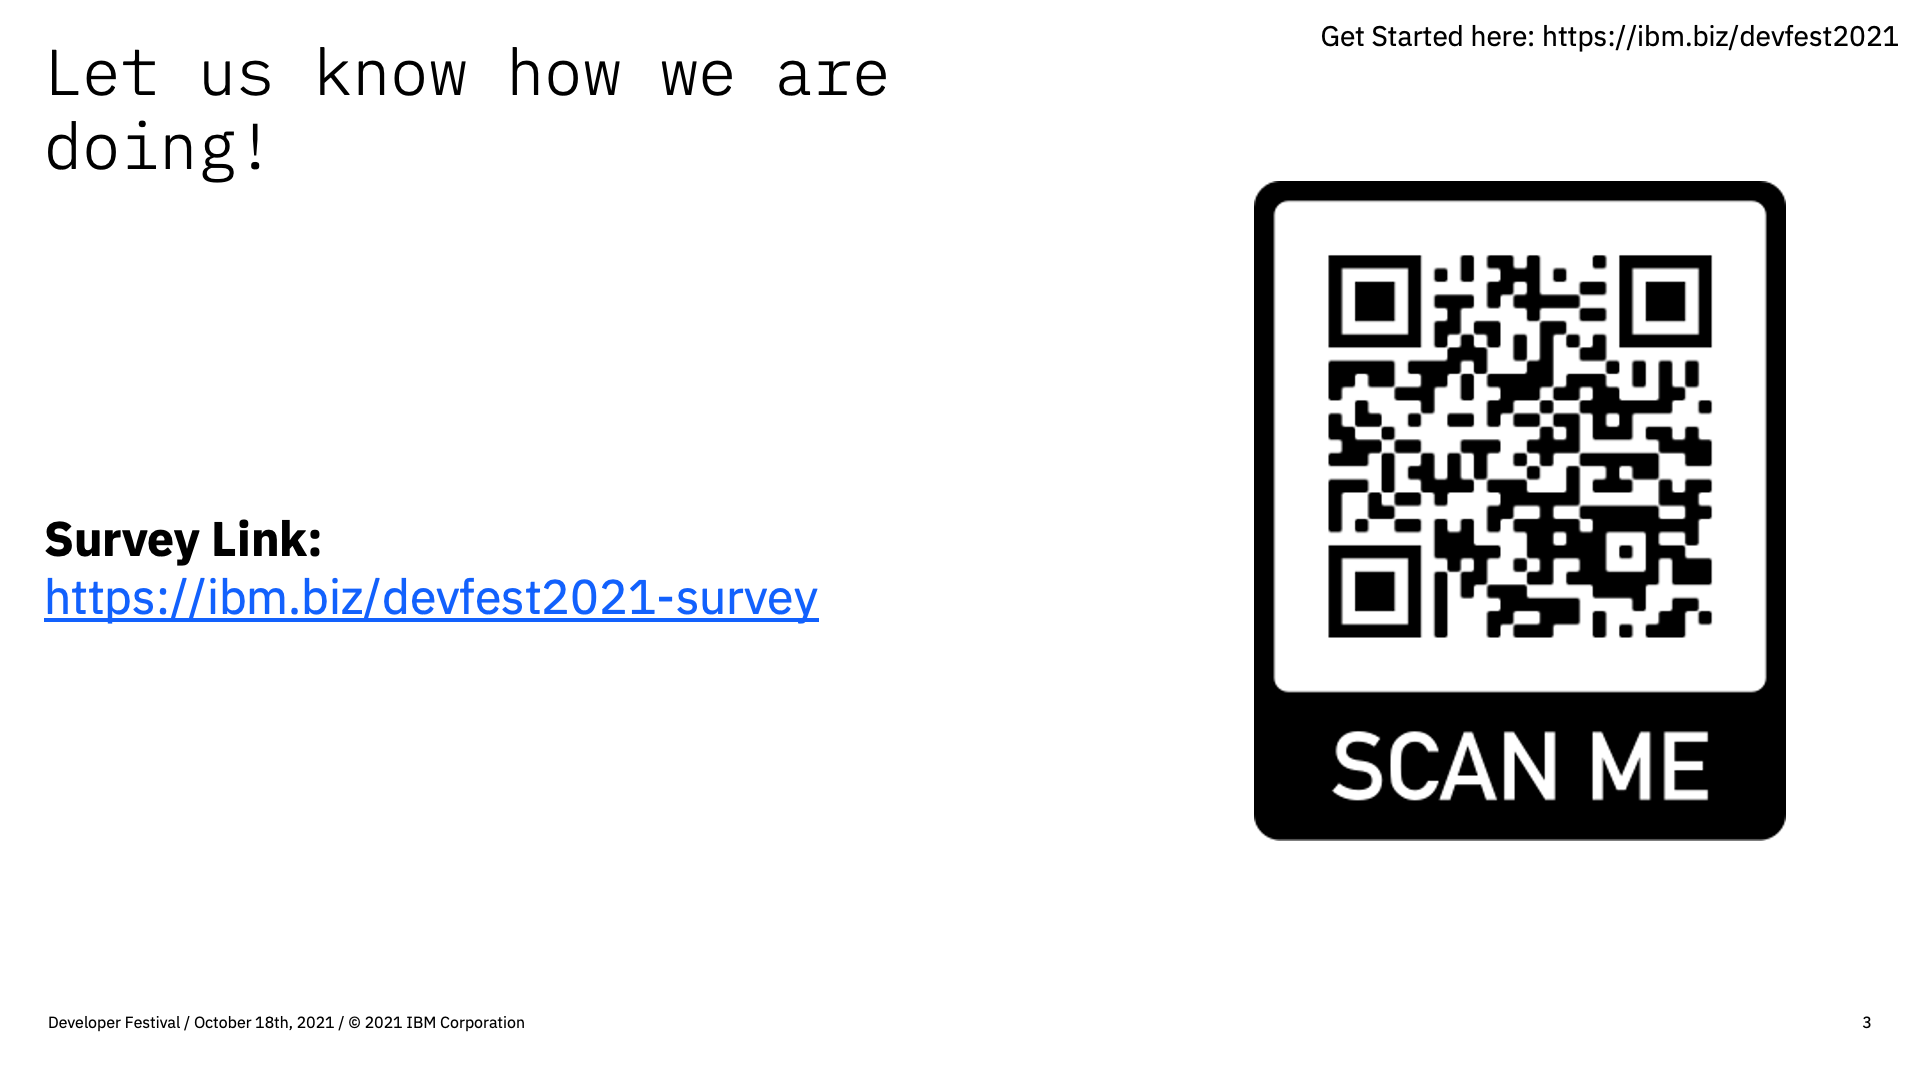 Get Started here: https://ibm.biz/devfest2021
Let us know how we are
doing!
Survey Link:
https://ibm.biz/devfest2021-survey
SCAN ME
Developer Festival / October 18th, 2021 / © 2021 IBM Corporation
3